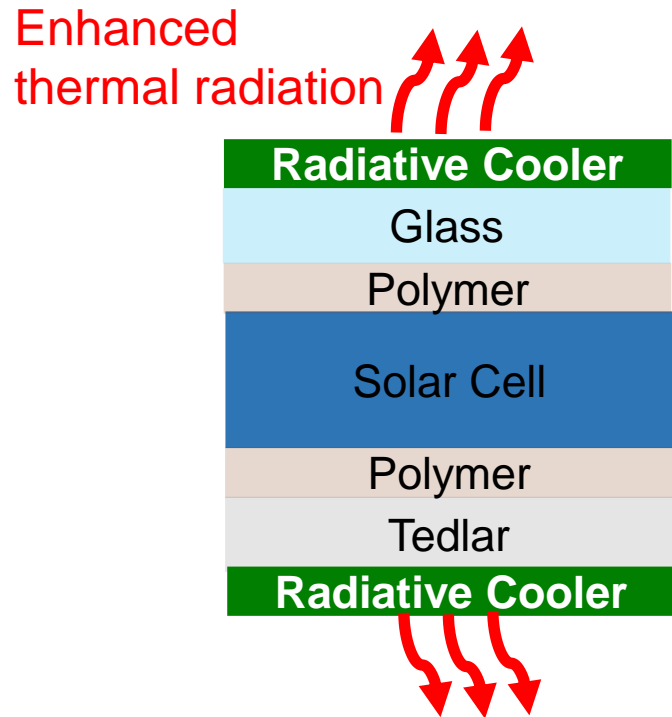 Enhanced
thermal radiation
Radiative Cooler
Glass
Polymer
Solar Cell
Polymer
Tedlar
Radiative Cooler